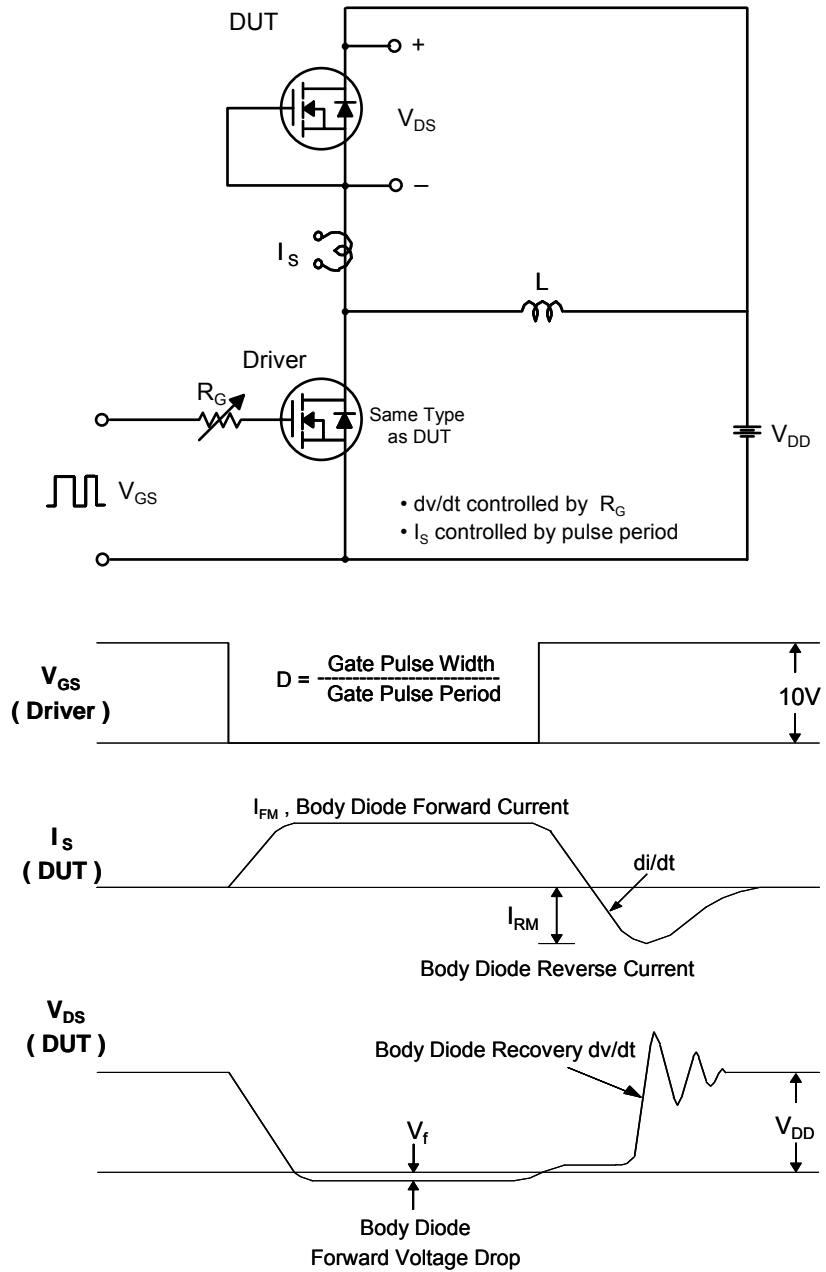 DUT
+
V_DS
–
I_S
L
Driver
R_G
Same Type
as DUT
V_DD
V_GS
• dv/dt controlled by R_G
• I_S controlled by pulse period
V_GS
( Driver )
D = Gate Pulse Width
Gate Pulse Period
10V
I_FM , Body Diode Forward Current
I_S
( DUT )
di/dt
I_RM
Body Diode Reverse Current
V_DS
( DUT )
Body Diode Recovery dv/dt
V_f
V_DD
Body Diode
Forward Voltage Drop